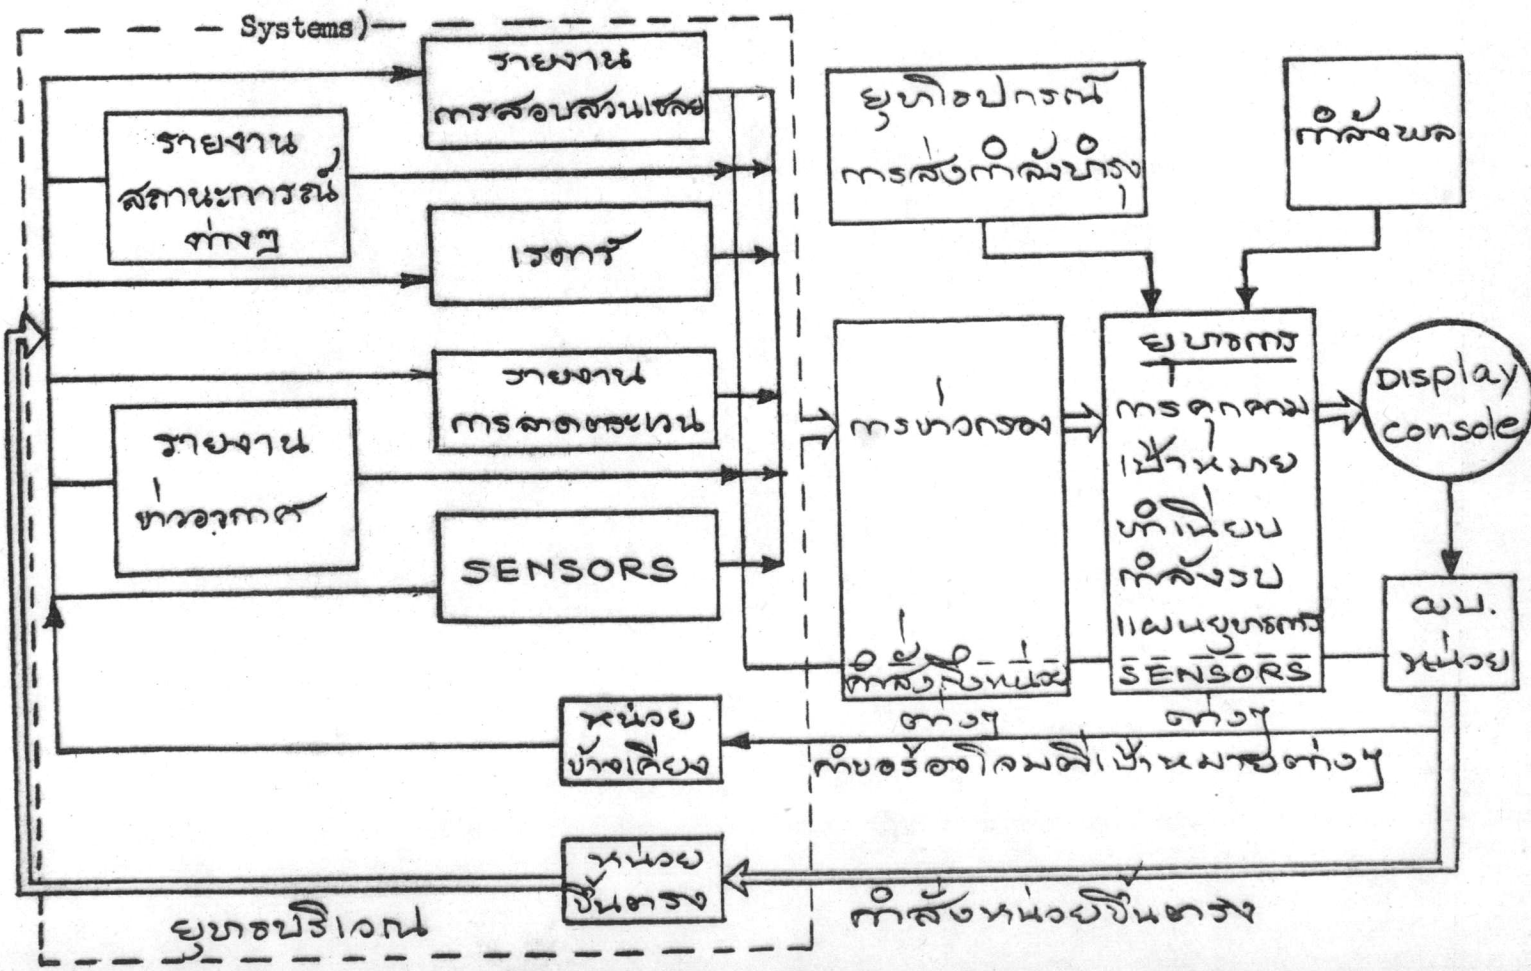 Systems)
รายงาน
การสอบสวนเชลย
รายงาน
สถานะการณ์
ต่างๆ
เรดาร์
รายงาน
การลาดตระเวน
รายงาน
ข่าวอากาศ
SENSORS
หน่วย
ข้างเคียง
หน่วย
ขึ้นตรง
ยุทธบริเวณ
ยุทโธปกรณ์
การส่งกำลังบำรุง
กำลังพล
การข่าวกรอง
คำสั่งถึงหน่วย
ต่างๆ
ยุทธการ
การคุกคาม
เป้าหมาย
ทำเนียบ
กำลังรบ
แผนยุทธการ
SENSORS
ต่างๆ
Display
console
ผบ.
หน่วย
คำขอร้องโจมตีเป้าหมายต่างๆ
คำสั่งหน่วยขึ้นตรง